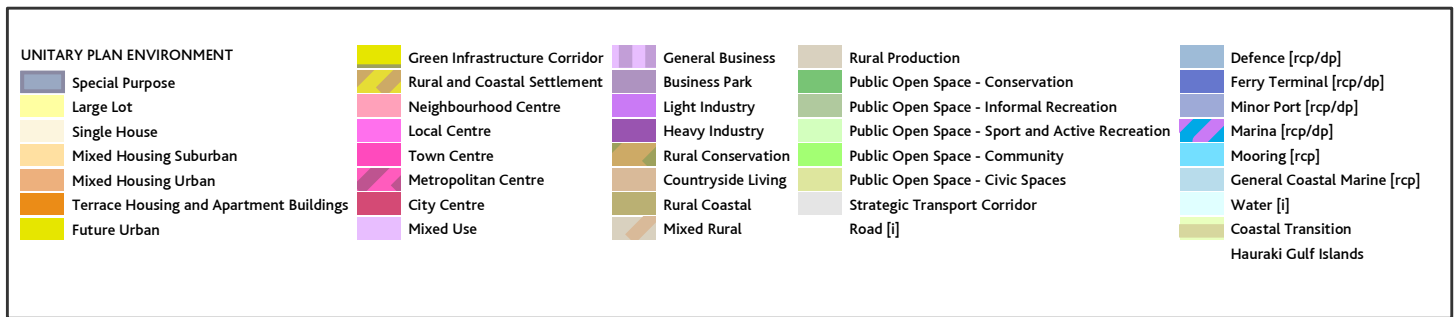 UNITARY PLAN ENVIRONMENT
Special Purpose
Large Lot
Single House
Mixed Housing Suburban
Mixed Housing Urban
Terrace Housing and Apartment Buildings
Future Urban
Green Infrastructure Corridor
Rural and Coastal Settlement
Neighbourhood Centre
Local Centre
Town Centre
Metropolitan Centre
City Centre
Mixed Use
General Business
Business Park
Light Industry
Heavy Industry
Rural Conservation
Countryside Living
Rural Coastal
Mixed Rural
Rural Production
Public Open Space - Conservation
Public Open Space - Informal Recreation
Public Open Space - Sport and Active Recreation
Public Open Space - Community
Public Open Space - Civic Spaces
Strategic Transport Corridor
Road [i]
Defence [rcp/dp]
Ferry Terminal [rcp/dp]
Minor Port [rcp/dp]
Marina [rcp/dp]
Mooring [rcp]
General Coastal Marine [rcp]
Water [i]
Coastal Transition
Hauraki Gulf Islands